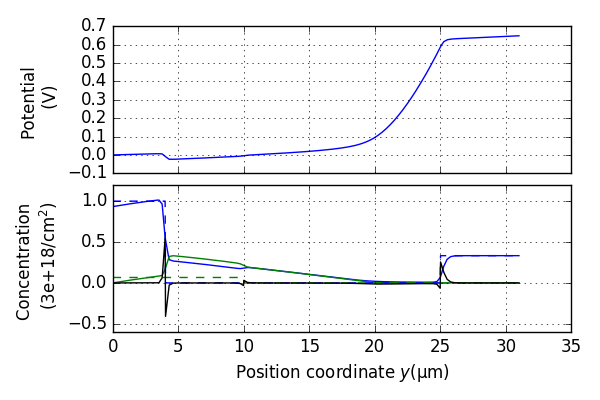 0.7
0.6
0.5
0.4
0.3
0.2
0.1
0.0
−0.1
Potential
(V)
1.0
0.5
0.0
−0.5
Concentration
(3e+18/cm²)
0 5 10 15 20 25 30 35
Position coordinate y(μm)